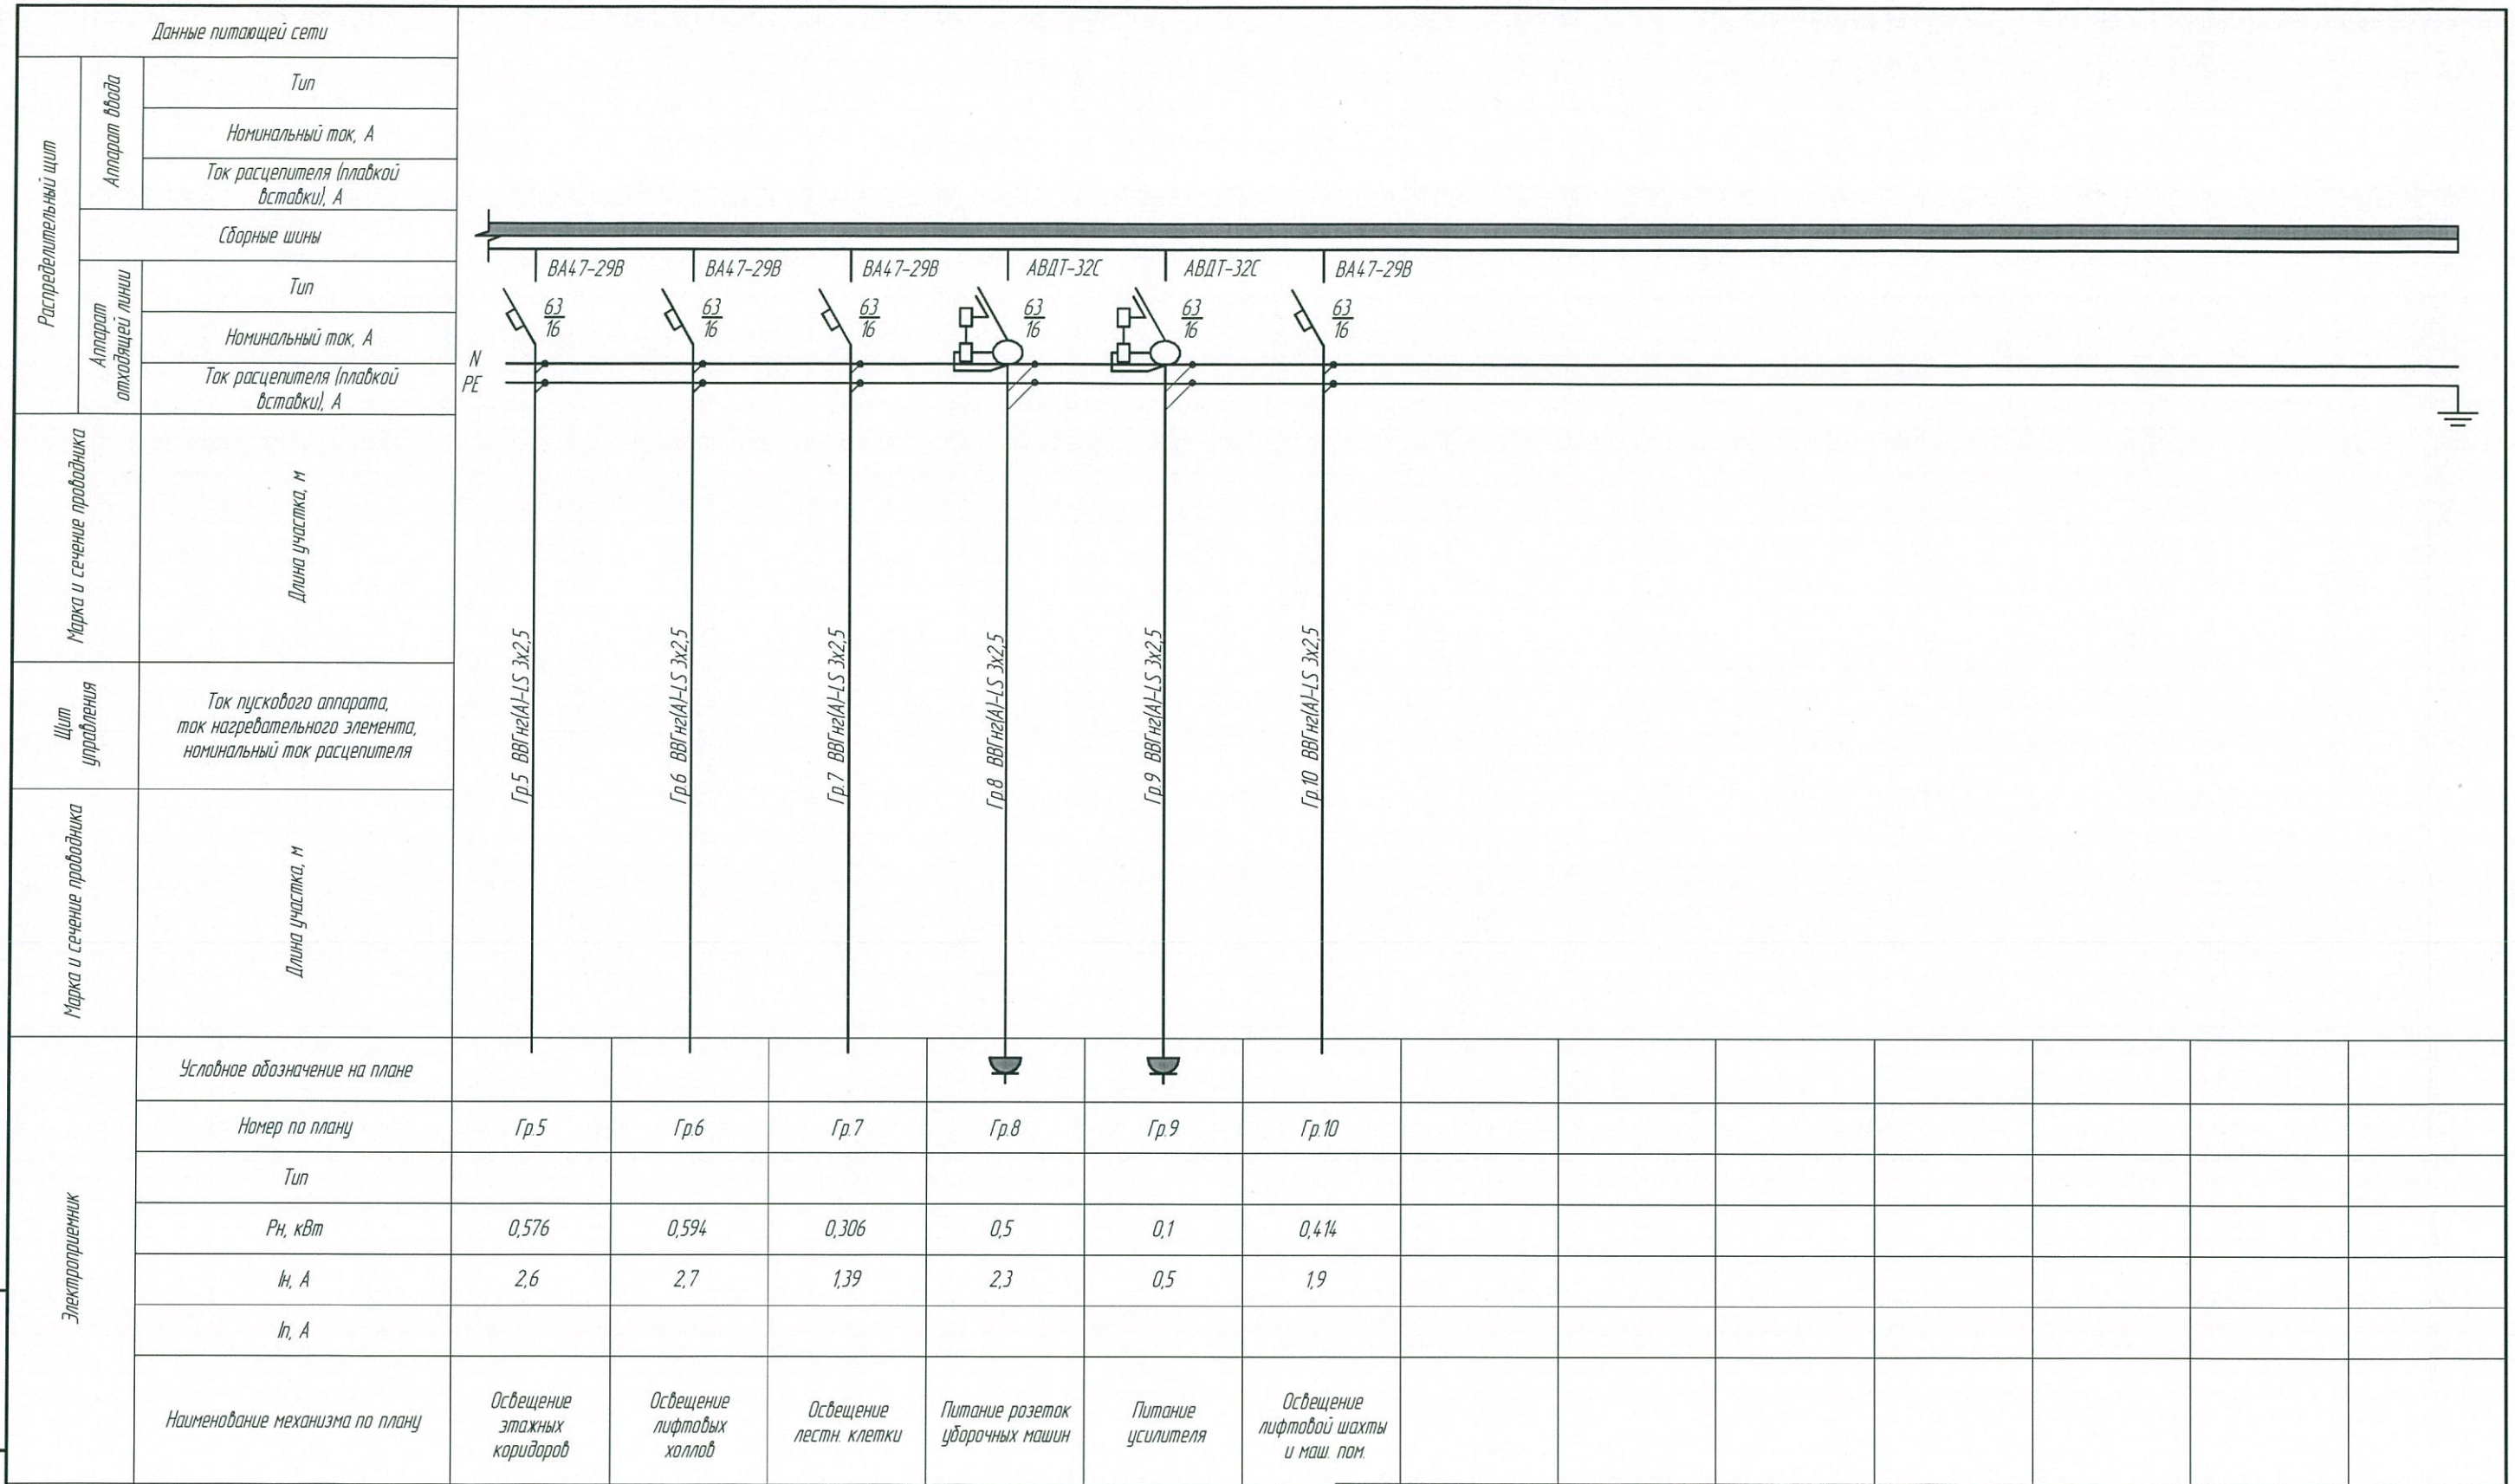 Данные питающей сети
Распределительный щит
Аппарат ввода
Тип
Номинальный ток, А
Ток расцепителя (плавкой
вставки), А
Сборные шины
Аппарат
отходящей линии
Тип
Номинальный ток, А
Ток расцепителя (плавкой
вставки), А
ВА47-29В
63
16
ВА47-29В
63
16
ВА47-29В
63
16
АВДТ-32С
63
16
АВДТ-32С
63
16
ВА47-29В
63
16
N
PE
Марка и сечение проводника
Длина участка, м
Гр.5 ВВГнг(А)-LS 3х2,5
Гр.6 ВВГнг(А)-LS 3х2,5
Гр.7 ВВГнг(А)-LS 3х2,5
Гр.8 ВВГнг(А)-LS 3х2,5
Гр.9 ВВГнг(А)-LS 3х2,5
Гр.10 ВВГнг(А)-LS 3х2,5
Щит
управления
Ток пускового аппарата,
ток нагревательного элемента,
номинальный ток расцепителя
Марка и сечение проводника
Длина участка, м
Электроприемник
Условное обозначение на плане
Номер по плану Гр.5 Гр.6 Гр.7 Гр.8 Гр.9 Гр.10
Тип
Рн, кВт 0,576 0,594 0,306 0,5 0,1 0,414
Iн, А 2,6 2,7 1,39 2,3 0,5 1,9
Iп, А
Наименование механизма по плану
Освещение
этажных
коридоров
Освещение
лифтовых
холлов
Освещение
лестн. клетки
Питание розеток
уборочных машин
Питание
усилителя
Освещение
лифтовой шахты
и маш. пом.